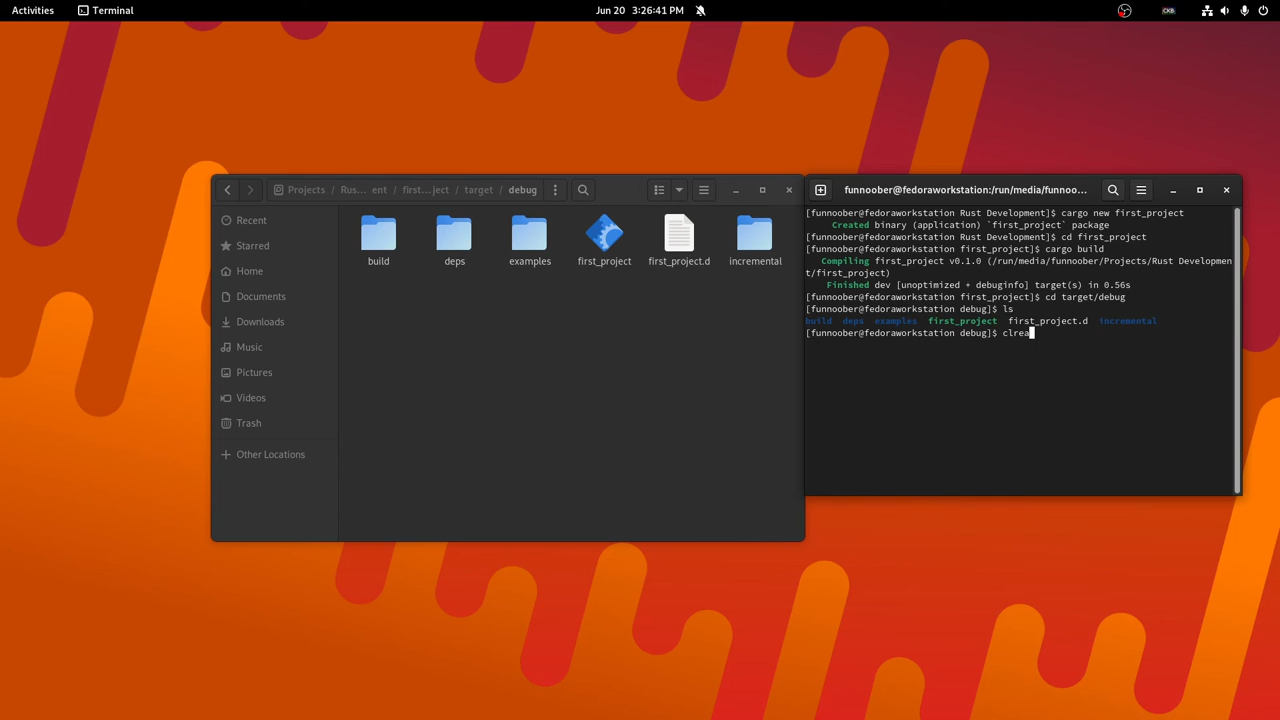 Activities Terminal Jun 20 3:26:41 PM CKB
Projects Rus... ent first...ject target debug
Recent
Starred
Home
Documents
Downloads
Music
Pictures
Videos
Trash
Other Locations
build deps examples first_project first_project.d incremental
funnoober@fedoraworkstation:/run/media/funnoo...
[funnoober@fedoraworkstation Rust Development]$ cargo new first_project
Created binary (application) `first_project` package
[funnoober@fedoraworkstation Rust Development]$ cd first_project
[funnoober@fedoraworkstation first_project]$ cargo build
Compiling first_project v0.1.0 (/run/media/funnoober/Projects/Rust Developmen
t/first_project)
Finished dev [unoptimized + debuginfo] target(s) in 0.56s
[funnoober@fedoraworkstation first_project]$ cd target/debug
[funnoober@fedoraworkstation debug]$ ls
build deps examples first_project first_project.d incremental
[funnoober@fedoraworkstation debug]$ clrea